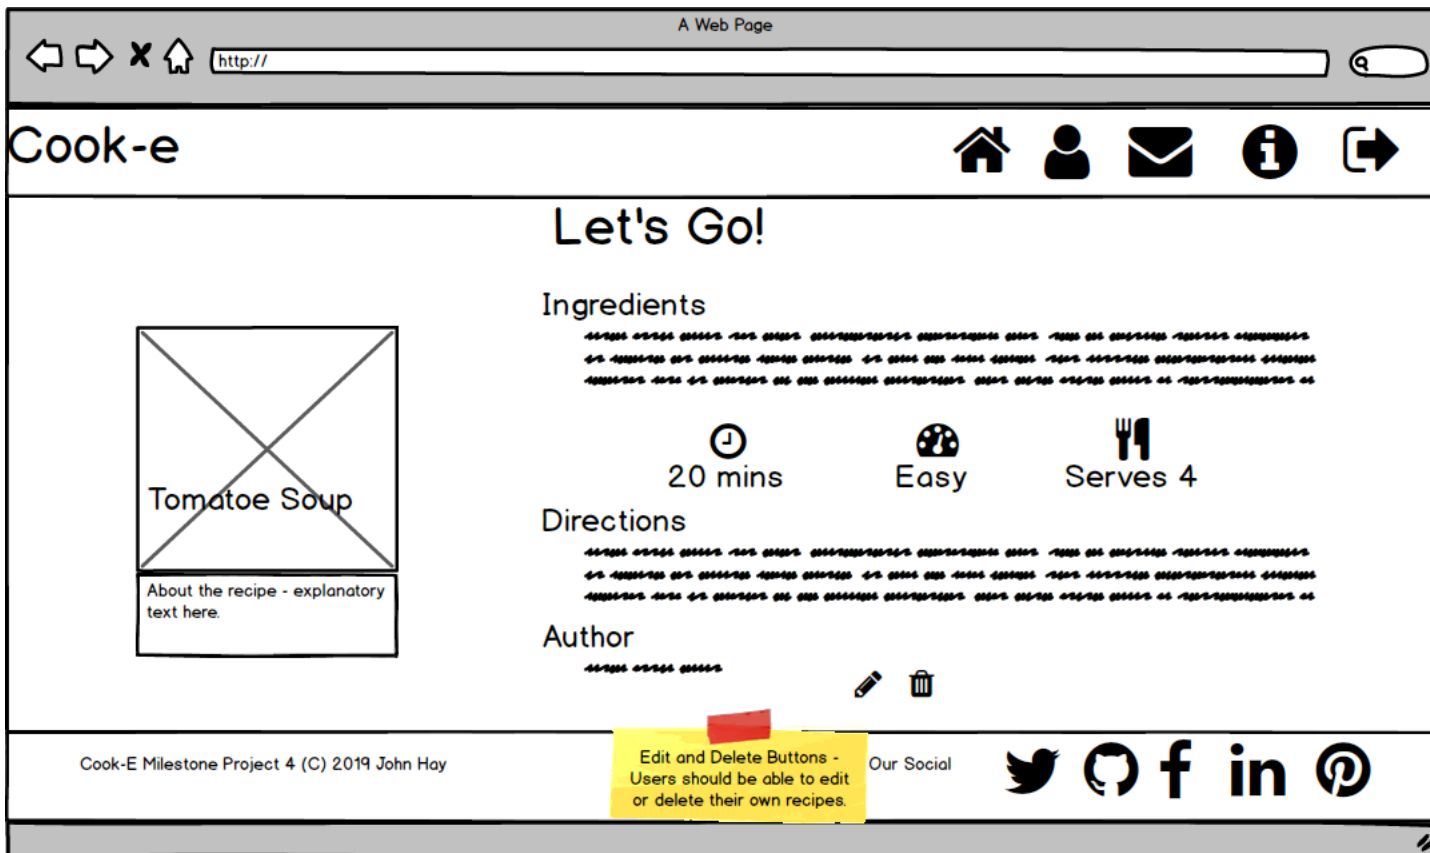 A Web Page
http://
Cook-e
Let's Go!
Ingredients
20 mins
Easy
Serves 4
Tomatoe Soup
Directions
About the recipe - explanatory
text here.
Author
Cook-E Milestone Project 4 (C) 2019 John Hay
Edit and Delete Buttons -
Users should be able to edit
or delete their own recipes.
Our Social